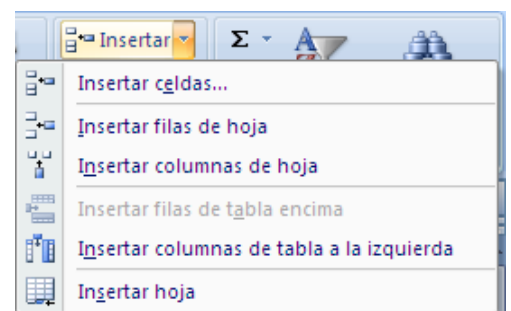 Insertar Σ
Insertar celdas...
Insertar filas de hoja
Insertar columnas de hoja
Insertar filas de tabla encima
Insertar columnas de tabla a la izquierda
Insertar hoja